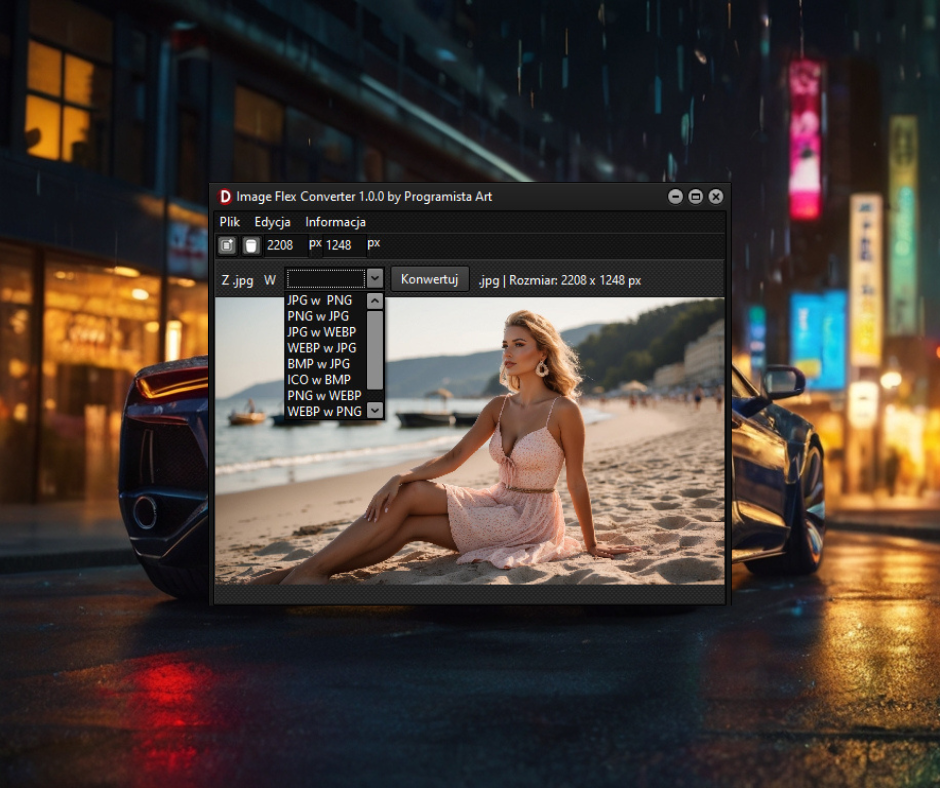 D Image Flex Converter 1.0.0 by Programista Art
Plik Edycja Informacja
2208 px 1248 px
Z .jpg W Konwertuj .jpg | Rozmiar: 2208 x 1248 px
JPG w PNG
PNG w JPG
JPG w WEBP
WEBP w JPG
BMP w JPG
ICO w BMP
PNG w WEBP
WEBP w PNG